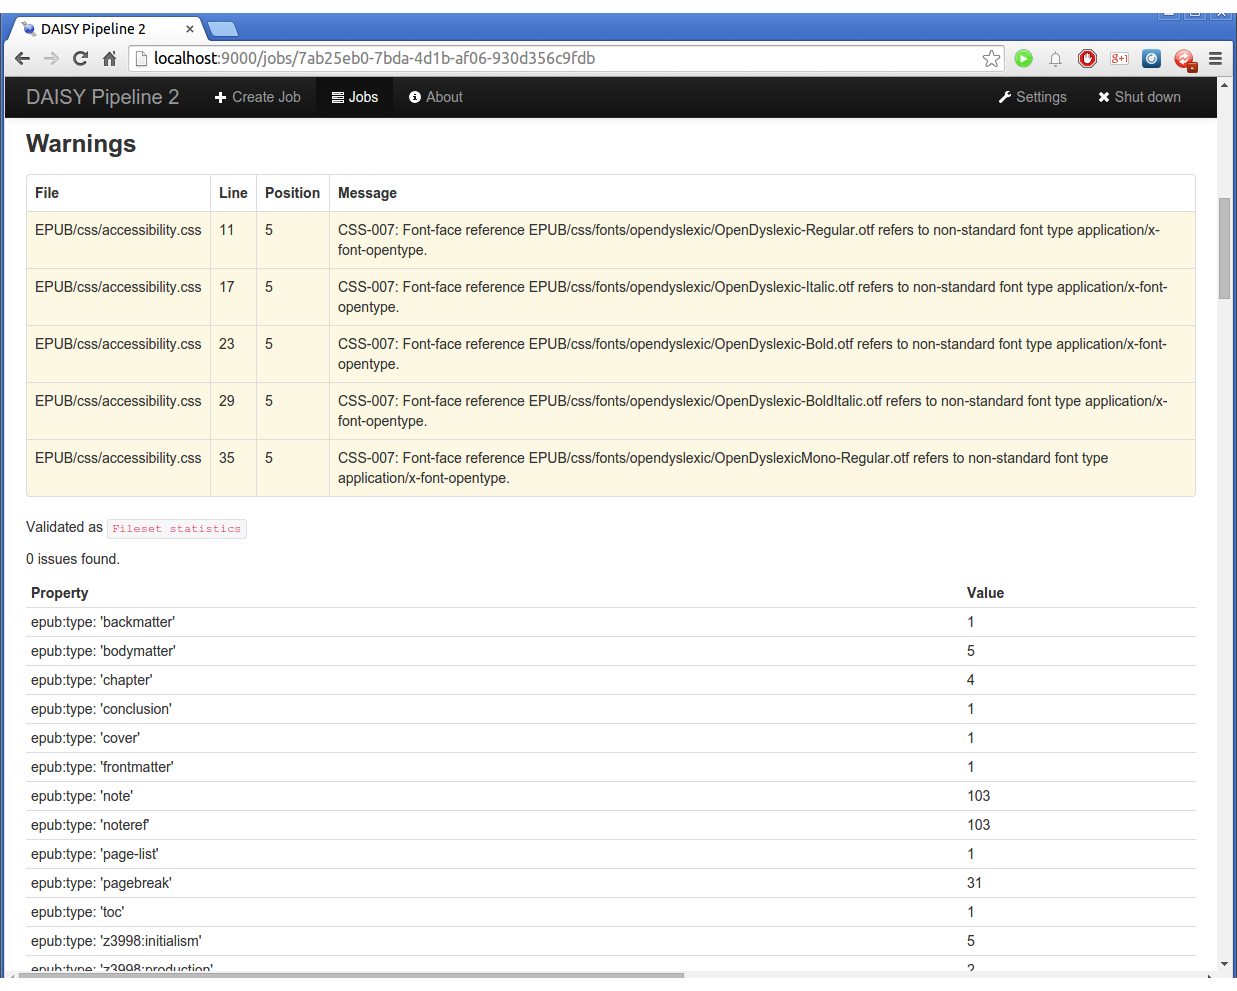 DAISY Pipeline 2 ×
localhost:9000/jobs/7ab25eb0-7bda-4d1b-af06-930d356c9fdb
g+1
DAISY Pipeline 2 Create Job Jobs About Settings Shut down
Warnings
File Line Position Message
EPUB/css/accessibility.css 11 5 CSS-007: Font-face reference EPUB/css/fonts/opendyslexic/OpenDyslexic-Regular.otf refers to non-standard font type application/x-
font-opentype.
EPUB/css/accessibility.css 17 5 CSS-007: Font-face reference EPUB/css/fonts/opendyslexic/OpenDyslexic-Italic.otf refers to non-standard font type application/x-font-
opentype.
EPUB/css/accessibility.css 23 5 CSS-007: Font-face reference EPUB/css/fonts/opendyslexic/OpenDyslexic-Bold.otf refers to non-standard font type application/x-font-
opentype.
EPUB/css/accessibility.css 29 5 CSS-007: Font-face reference EPUB/css/fonts/opendyslexic/OpenDyslexic-BoldItalic.otf refers to non-standard font type application/x-
font-opentype.
EPUB/css/accessibility.css 35 5 CSS-007: Font-face reference EPUB/css/fonts/opendyslexic/OpenDyslexicMono-Regular.otf refers to non-standard font type
application/x-font-opentype.
Validated as Fileset statistics
0 issues found.
Property Value
epub:type: 'backmatter' 1
epub:type: 'bodymatter' 5
epub:type: 'chapter' 4
epub:type: 'conclusion' 1
epub:type: 'cover' 1
epub:type: 'frontmatter' 1
epub:type: 'note' 103
epub:type: 'noteref' 103
epub:type: 'page-list' 1
epub:type: 'pagebreak' 31
epub:type: 'toc' 1
epub:type: 'z3998:initialism' 5
epub:type: 'z3998:production' 2